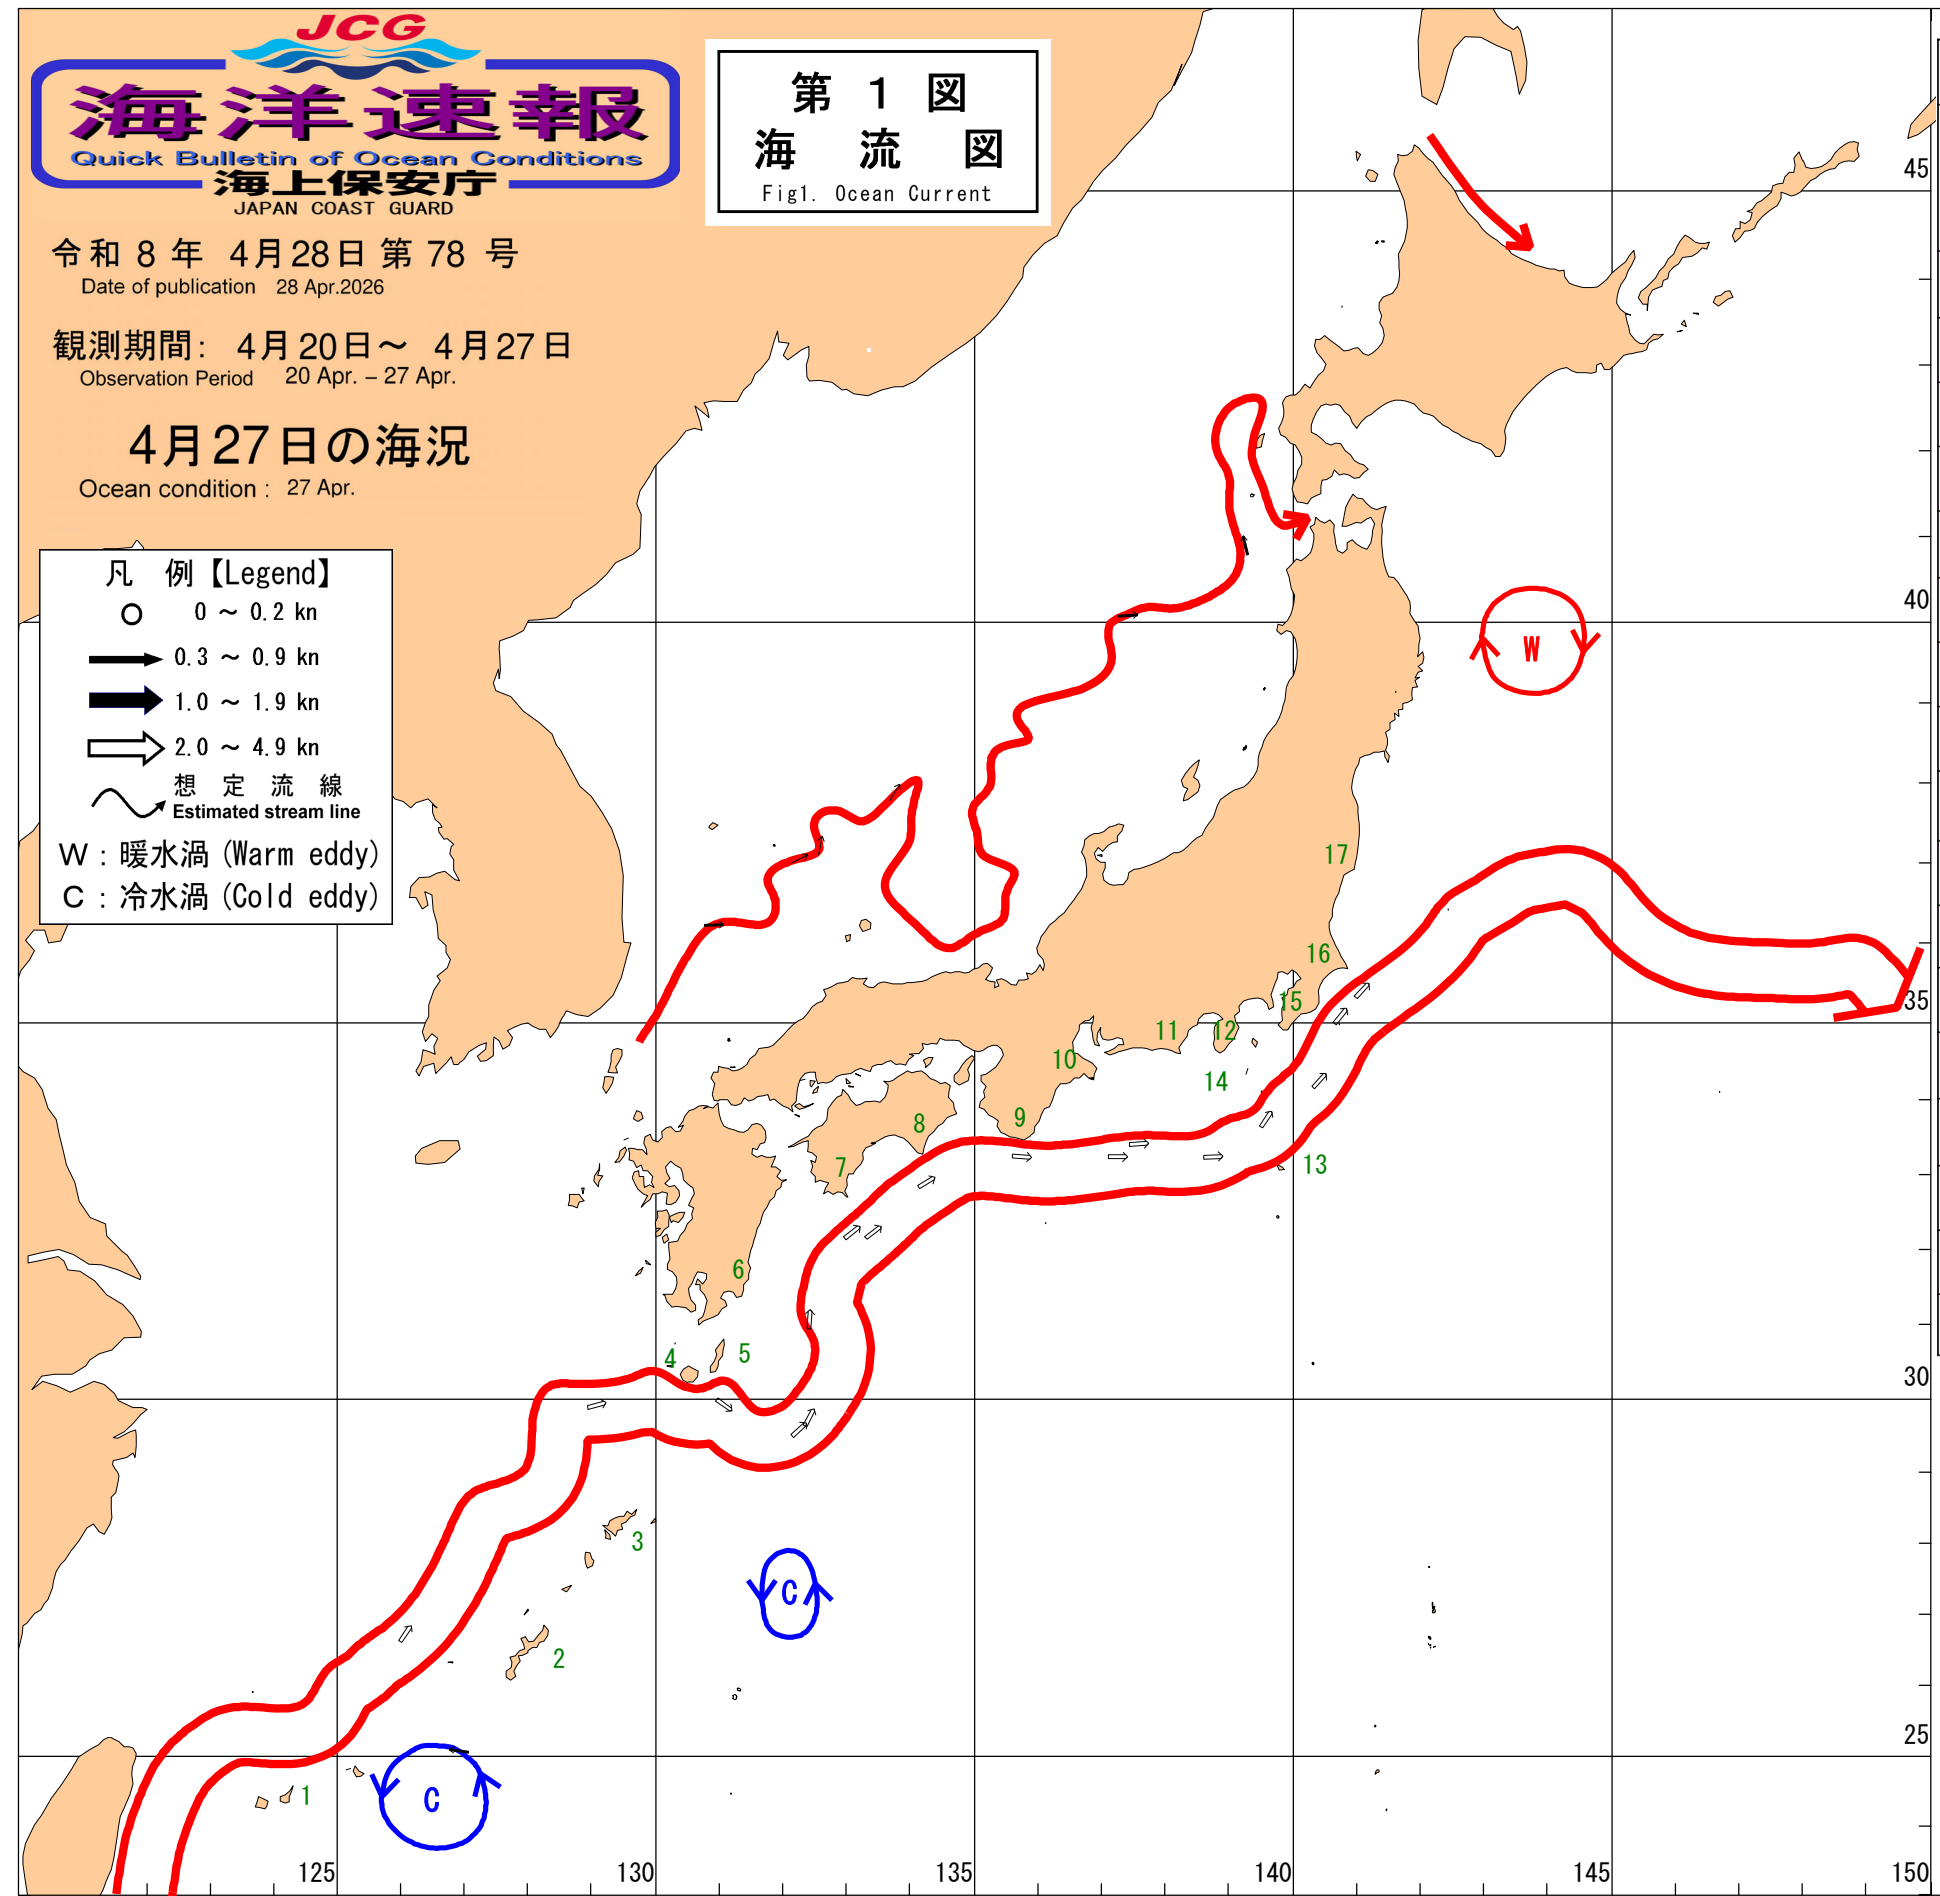 JCG
海洋速報
Quick Bulletin of Ocean Conditions
海上保安庁
JAPAN COAST GUARD
令和 8 年 4月28日 第 78 号
Date of publication 28 Apr.2026
観測期間: 4月20日～ 4月27日
Observation Period 20 Apr. – 27 Apr.
4月27日の海況
Ocean condition : 27 Apr.
第 1 図
海 流 図
Fig1. Ocean Current
凡 例【Legend】
0 ～ 0.2 kn
0.3 ～ 0.9 kn
1.0 ～ 1.9 kn
2.0 ～ 4.9 kn
想 定 流 線
Estimated stream line
W : 暖水渦 (Warm eddy)
C : 冷水渦 (Cold eddy)
45
40
W
17
16
35
15
12
11
10
14
9
8
13
7
6
5
4
30
3
C
2
25
C
1
125
130
135
140
145
150